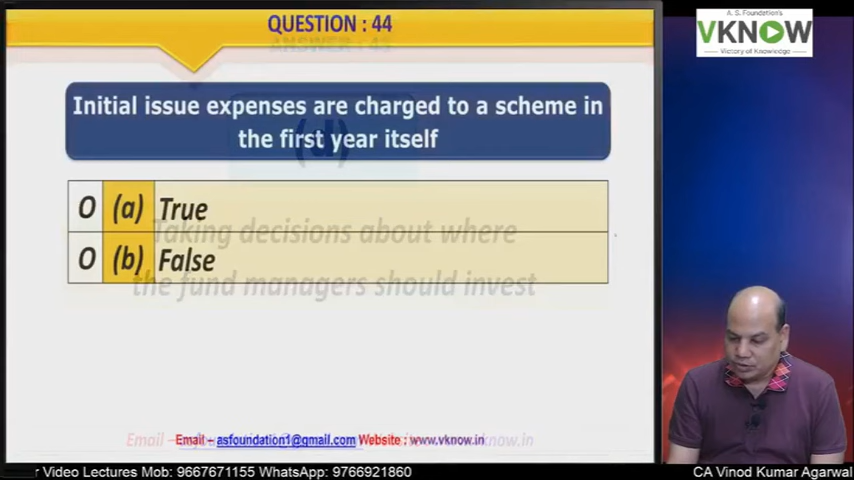 QUESTION : 44
ANSWER : 43
A. S. Foundation's
VKNOW
Victory of Knowledge
Initial issue expenses are charged to a scheme in
the first year itself
(d)
O (a) True
Taking decisions about where
O (b) False
the fund managers should invest
Email – asfoundation1@gmail.com Website : www.vknow.in
r Video Lectures Mob: 9667671155 WhatsApp: 9766921860
CA Vinod Kumar Agarwal